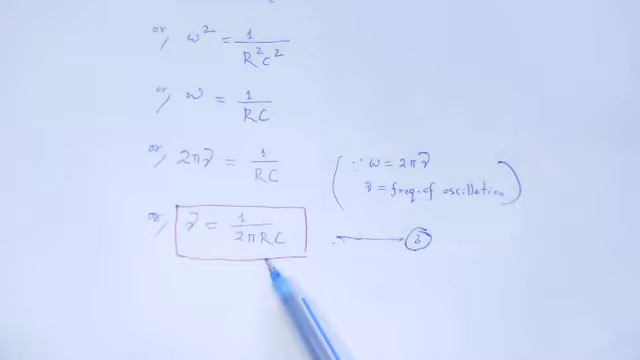 or, ω² = 1/R²C²
or, ω = 1/RC
or, 2πν = 1/RC
(∵ ω = 2πν
ν = freq. of oscillation)
or, ν = 1/2πRC